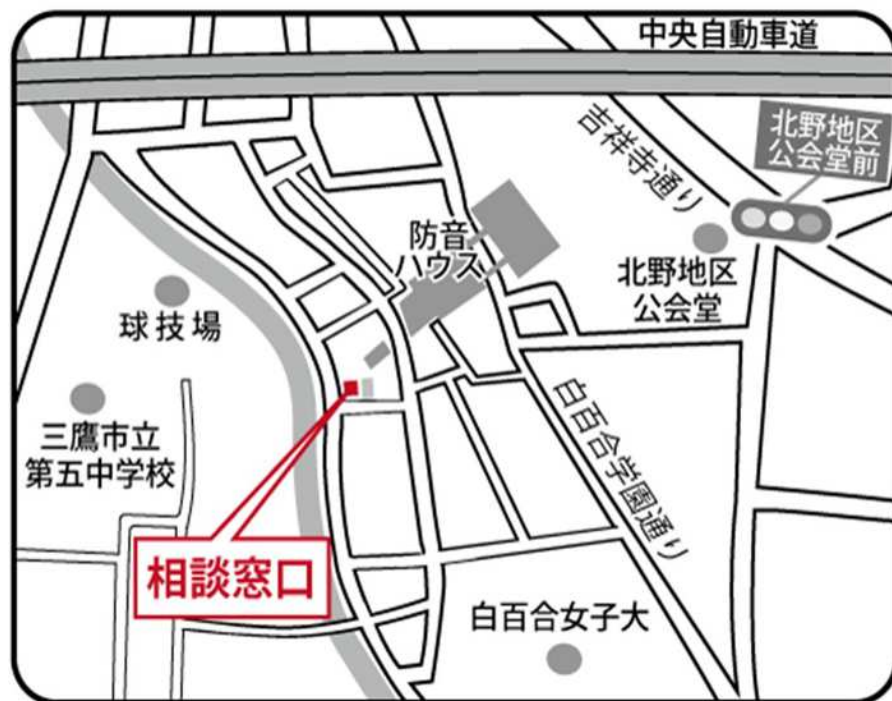 中央自動車道
吉祥寺通り
北野地区
公会堂前
防音
ハウス
北野地区
公会堂
球技場
三鷹市立
第五中学校
白百合学園通り
相談窓口
白百合女子大